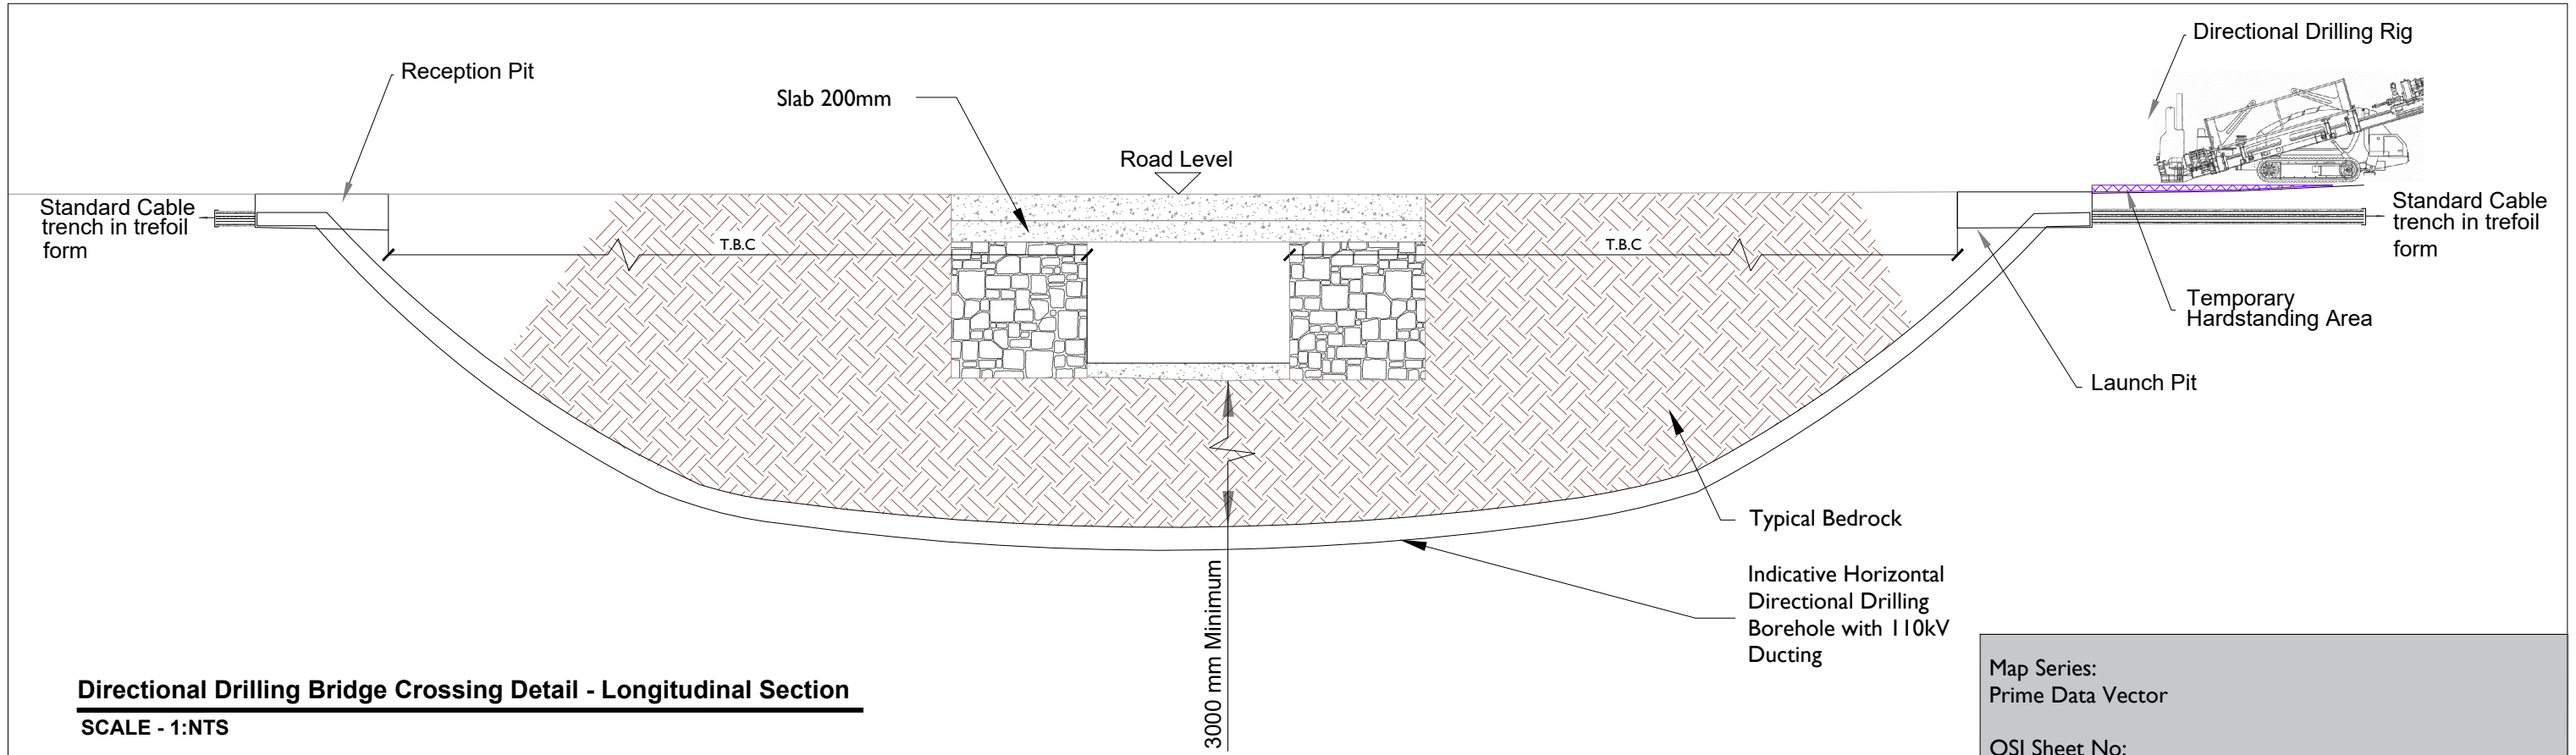 Directional Drilling Rig
Reception Pit
Slab 200mm
Road Level
Standard Cable
trench in trefoil
form
T.B.C
T.B.C
Standard Cable
trench in trefoil
form
Temporary
Hardstanding Area
Launch Pit
Typical Bedrock
Indicative Horizontal
Directional Drilling
Borehole with 110kV
Ducting
3000 mm Minimum
Directional Drilling Bridge Crossing Detail - Longitudinal Section
SCALE - 1:NTS
Map Series:
Prime Data Vector
OSI Sheet No: